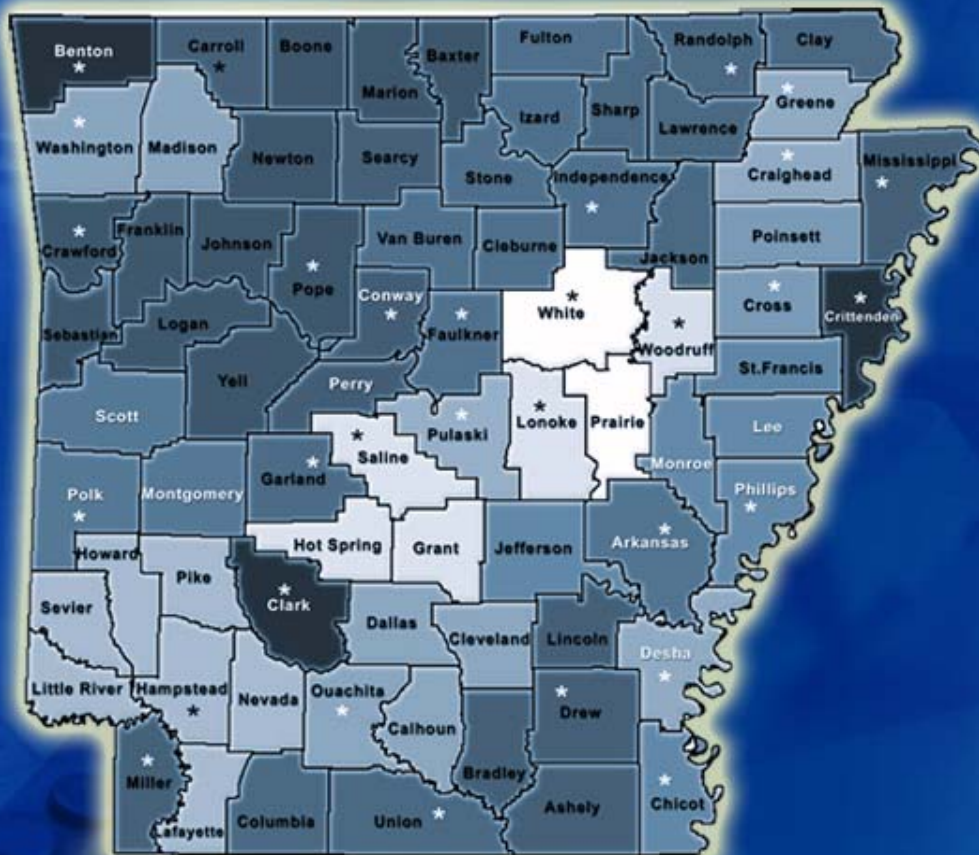 Benton
Carroll
Boone
Baxter
Fulton
Randolph
Clay
Marion
Greene
Izard
Sharp
Lawrence
Washington
Madison
Newton
Searcy
Stone
Independence
Craighead
Mississippi
Crawford
Franklin
Johnson
Van Buren
Cleburne
Poinsett
Jackson
Pope
Conway
White
Cross
Crittenden
Sebastian
Logan
Faulkner
Woodruff
Yell
Perry
St.Francis
Scott
Pulaski
Lonoke
Prairie
Lee
Saline
Monroe
Garland
Polk
Montgomery
Phillips
Howard
Hot Spring
Grant
Jefferson
Arkansas
Pike
Sevier
Clark
Dallas
Cleveland
Lincoln
Desha
Little River
Hampstead
Nevada
Ouachita
Calhoun
Drew
Miller
Bradley
Lafayette
Columbia
Union
Ashely
Chicot